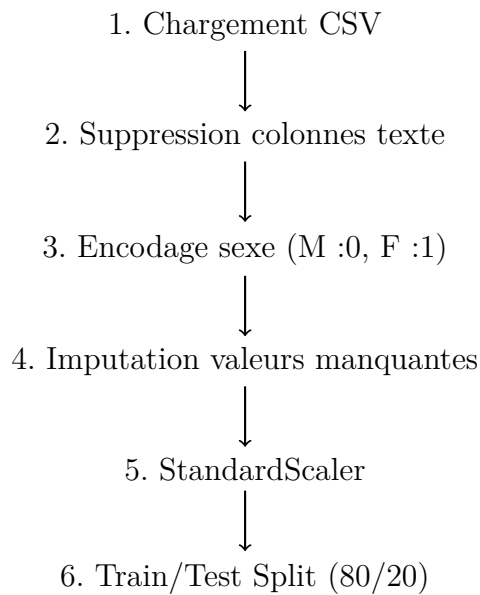 1. Chargement CSV
2. Suppression colonnes texte
3. Encodage sexe (M :0, F :1)
4. Imputation valeurs manquantes
5. StandardScaler
6. Train/Test Split (80/20)